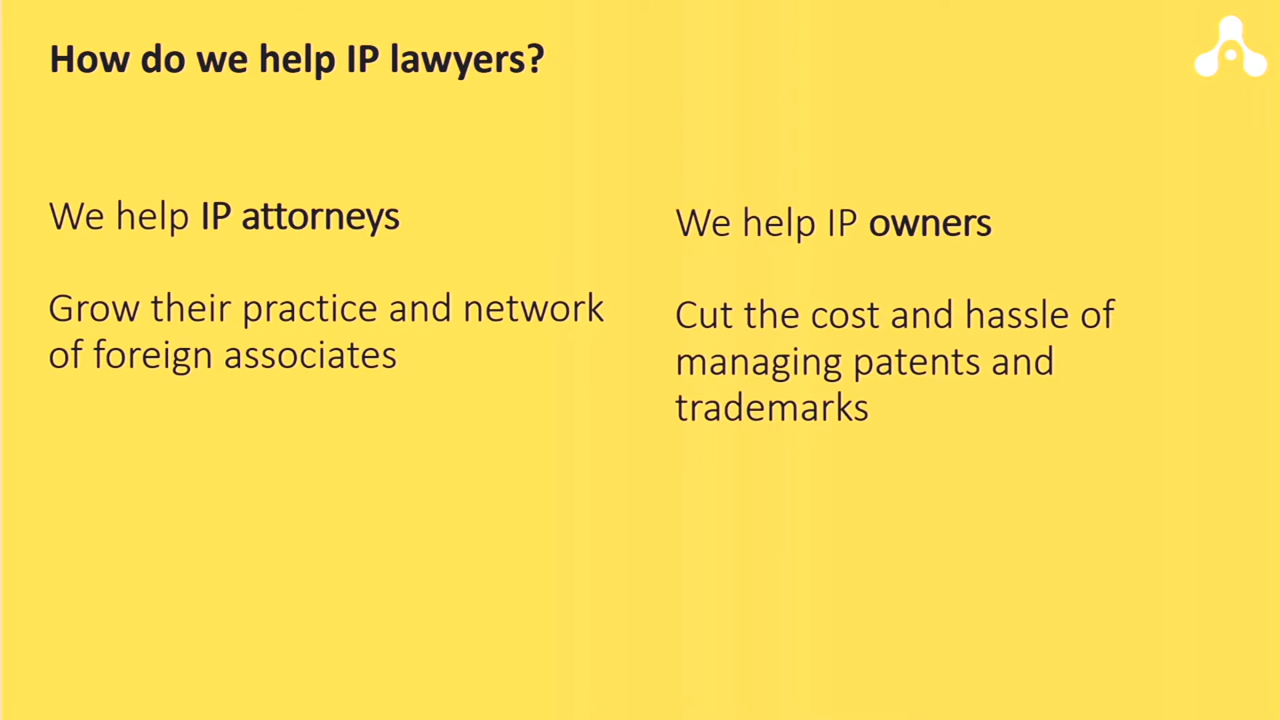 How do we help IP lawyers?
We help IP attorneys
Grow their practice and network
of foreign associates
We help IP owners
Cut the cost and hassle of
managing patents and
trademarks